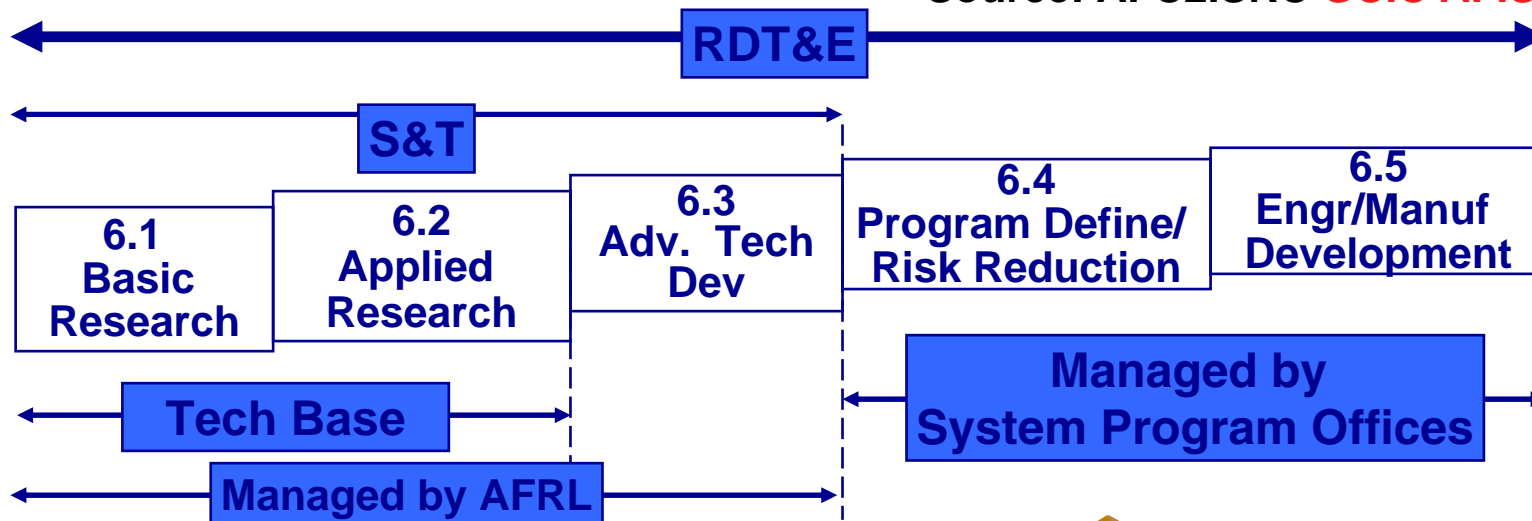 RDT&E
S&T
6.1
Basic
Research
6.2
Applied
Research
6.3
Adv. Tech
Dev
6.4
Program Define/
Risk Reduction
6.5
Engr/Manuf
Development
Tech Base
Managed by
System Program Offices
Managed by AFRL